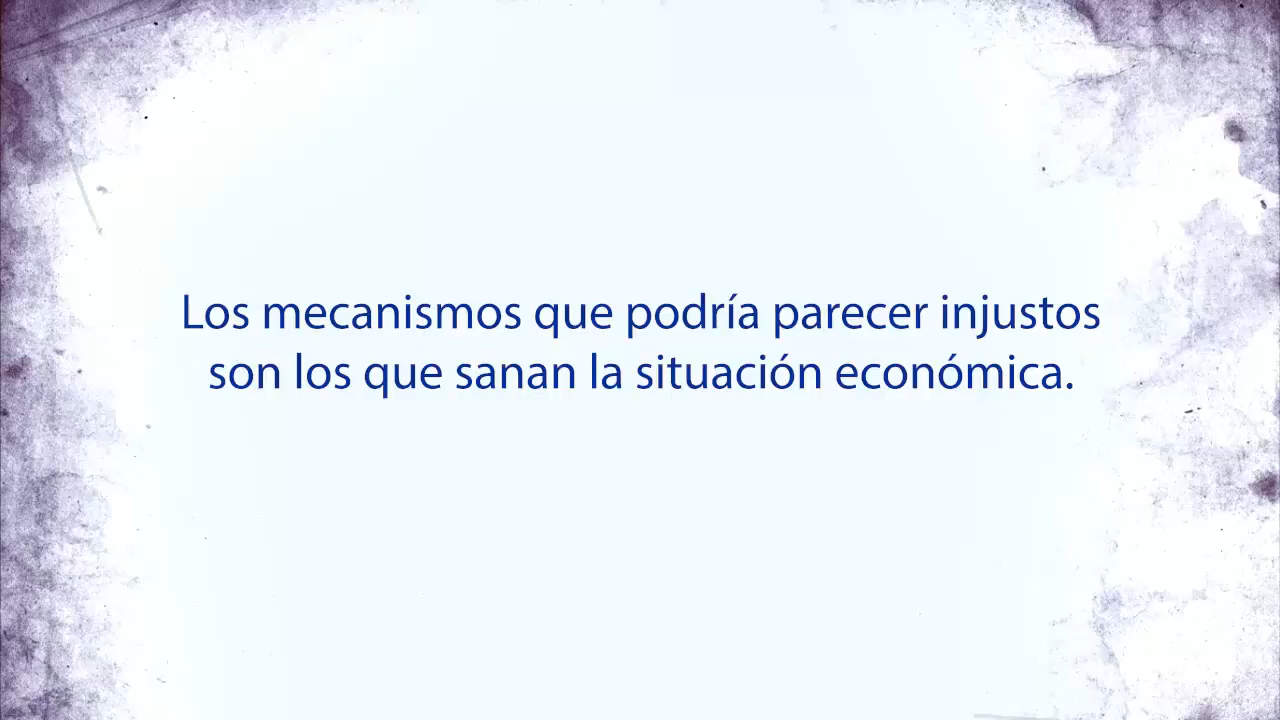 Los mecanismos que podría parecer injustos
son los que sanan la situación económica.